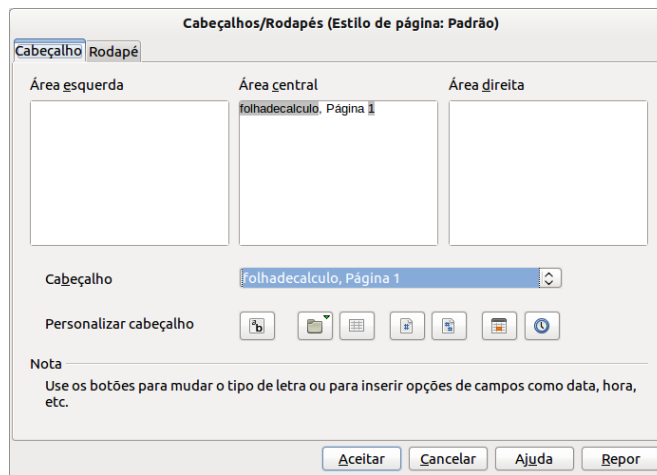 Cabeçalhos/Rodapés (Estilo de página: Padrão)
Cabeçalho Rodapé
Área esquerda Área central Área direita
folhadecalculo, Página 1
Cabeçalho folhadecalculo, Página 1
Personalizar cabeçalho
Nota
Use os botões para mudar o tipo de letra ou para inserir opções de campos como data, hora,
etc.
Aceitar Cancelar Ajuda Repor